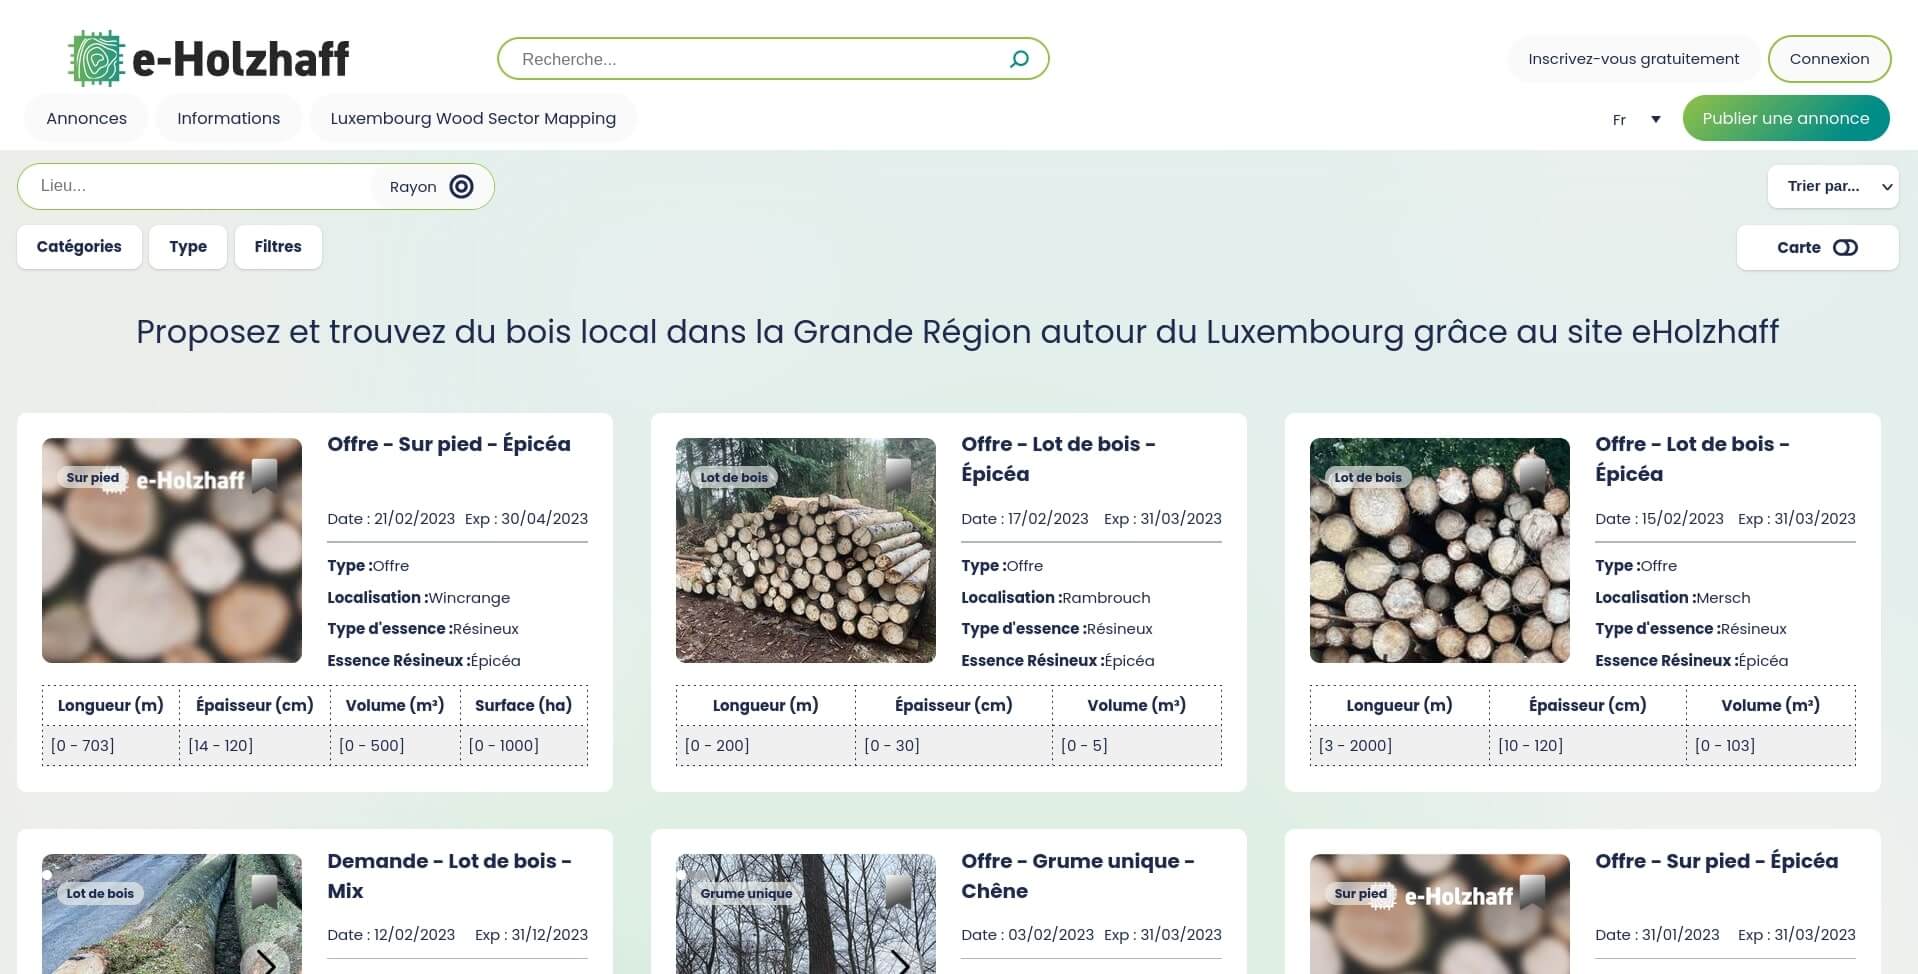 e-Holzhaff
Recherche...
Inscrivez-vous gratuitement
Connexion
Annonces
Informations
Luxembourg Wood Sector Mapping
Fr
Publier une annonce
Lieu...
Rayon
Trier par...
Catégories
Type
Filtres
Carte
Proposez et trouvez du bois local dans la Grande Région autour du Luxembourg grâce au site eHolzhaff
Sur pied
e-Holzhaff
Offre - Sur pied - Épicéa
Date : 21/02/2023 Exp : 30/04/2023
Type :Offre
Localisation :Wincrange
Type d'essence :Résineux
Essence Résineux :Épicéa
Longueur (m) Épaisseur (cm) Volume (m³) Surface (ha)
[0 - 703] [14 - 120] [0 - 500] [0 - 1000]
Lot de bois
Offre - Lot de bois -
Épicéa
Date : 17/02/2023 Exp : 31/03/2023
Type :Offre
Localisation :Rambrouch
Type d'essence :Résineux
Essence Résineux :Épicéa
Longueur (m) Épaisseur (cm) Volume (m³)
[0 - 200] [0 - 30] [0 - 5]
Lot de bois
Offre - Lot de bois -
Épicéa
Date : 15/02/2023 Exp : 31/03/2023
Type :Offre
Localisation :Mersch
Type d'essence :Résineux
Essence Résineux :Épicéa
Longueur (m) Épaisseur (cm) Volume (m³)
[3 - 2000] [10 - 120] [0 - 103]
Lot de bois
Demande - Lot de bois -
Mix
Date : 12/02/2023 Exp : 31/12/2023
Grume unique
Offre - Grume unique -
Chêne
Date : 03/02/2023 Exp : 31/03/2023
Sur pied
e-Holzhaff
Offre - Sur pied - Épicéa
Date : 31/01/2023 Exp : 31/03/2023